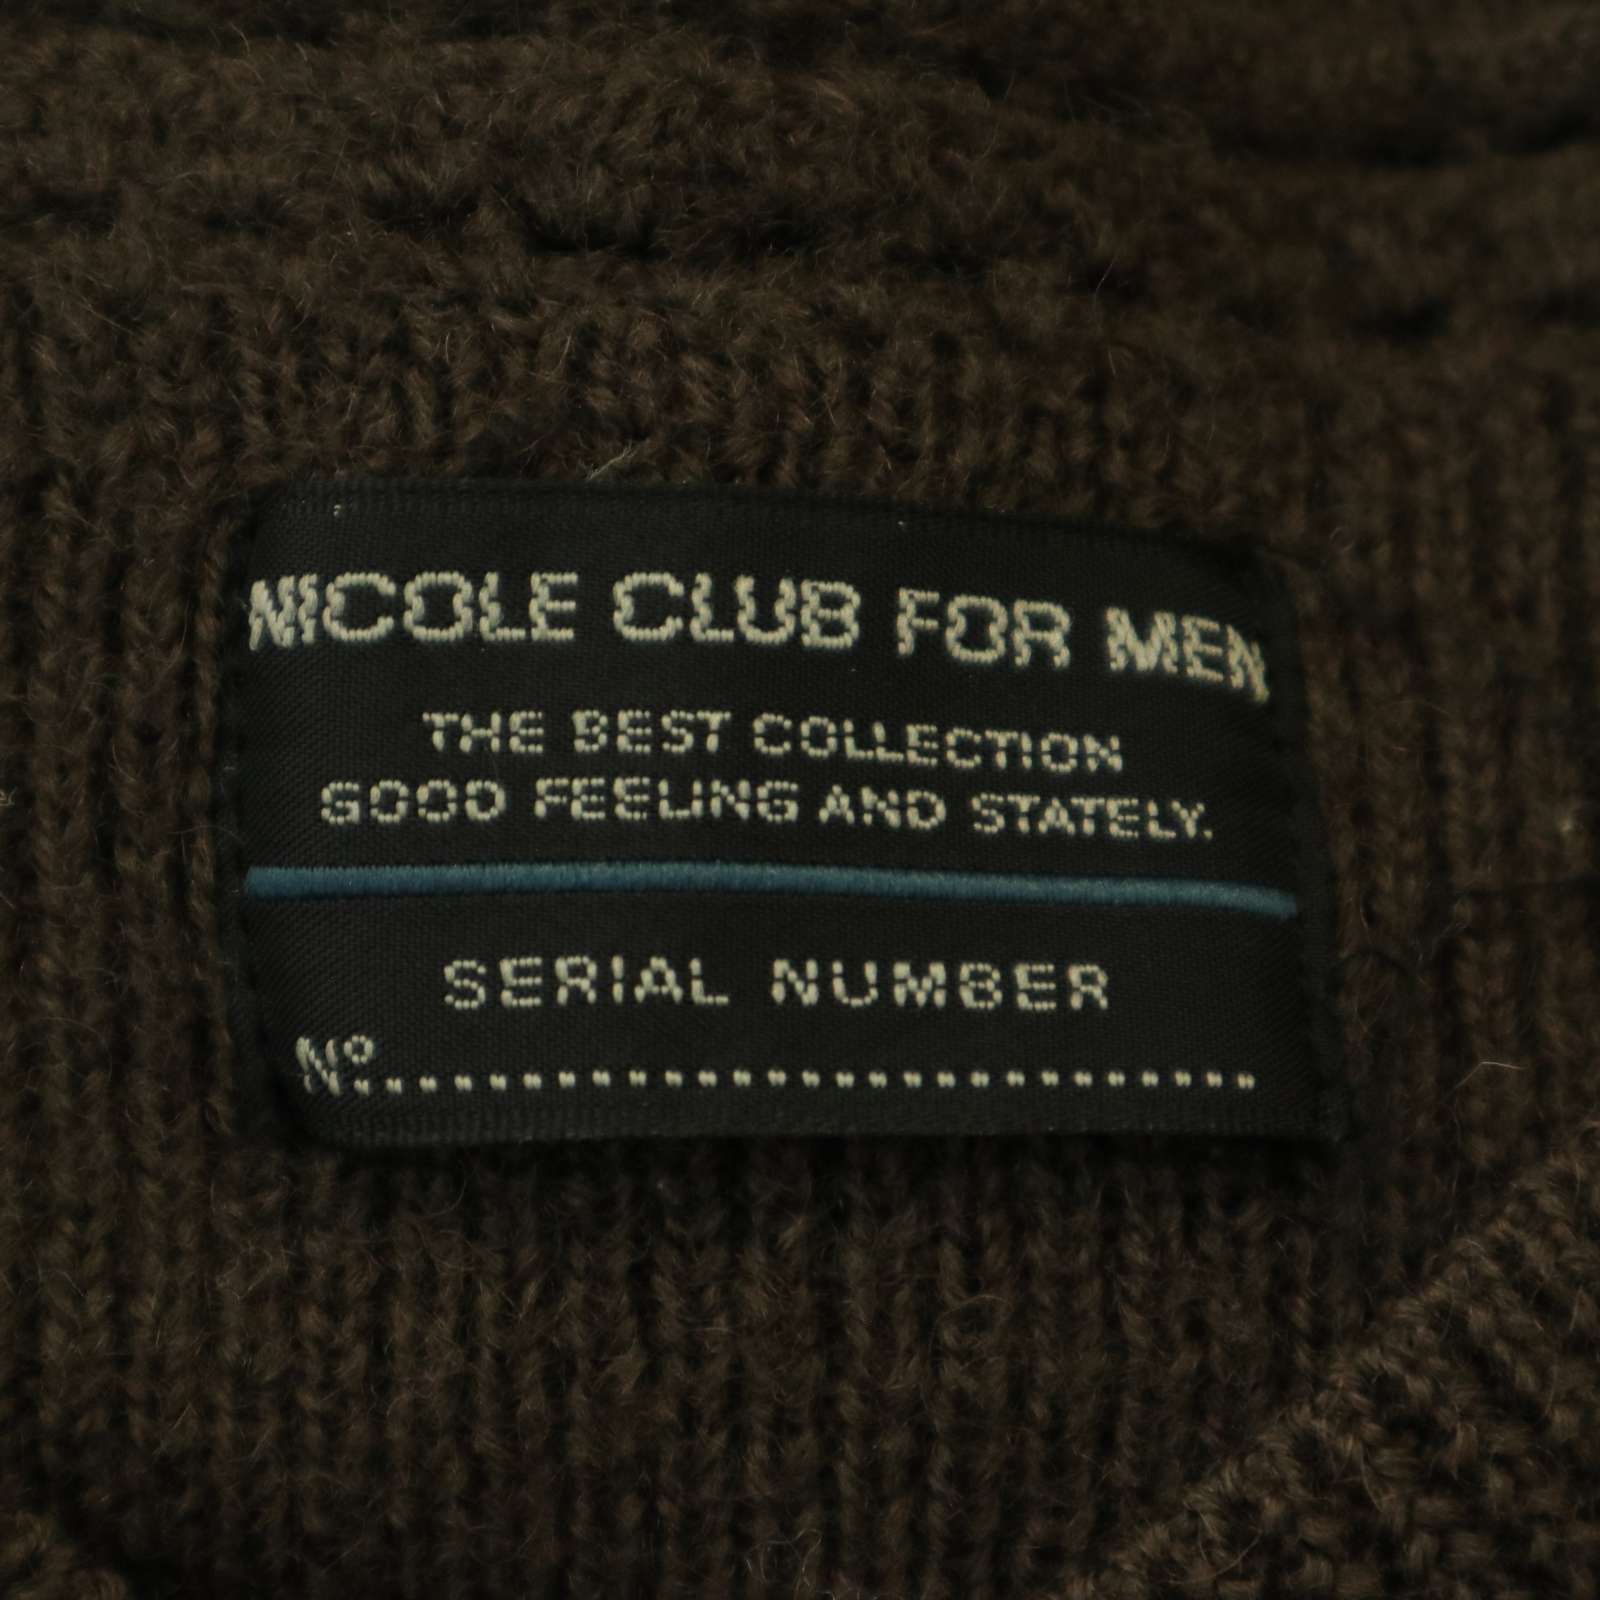 NICOLE CLUB FOR MEN
THE BEST COLLECTION
GOOD FEELING AND STATELY.
SERIAL NUMBER
Nº..........................